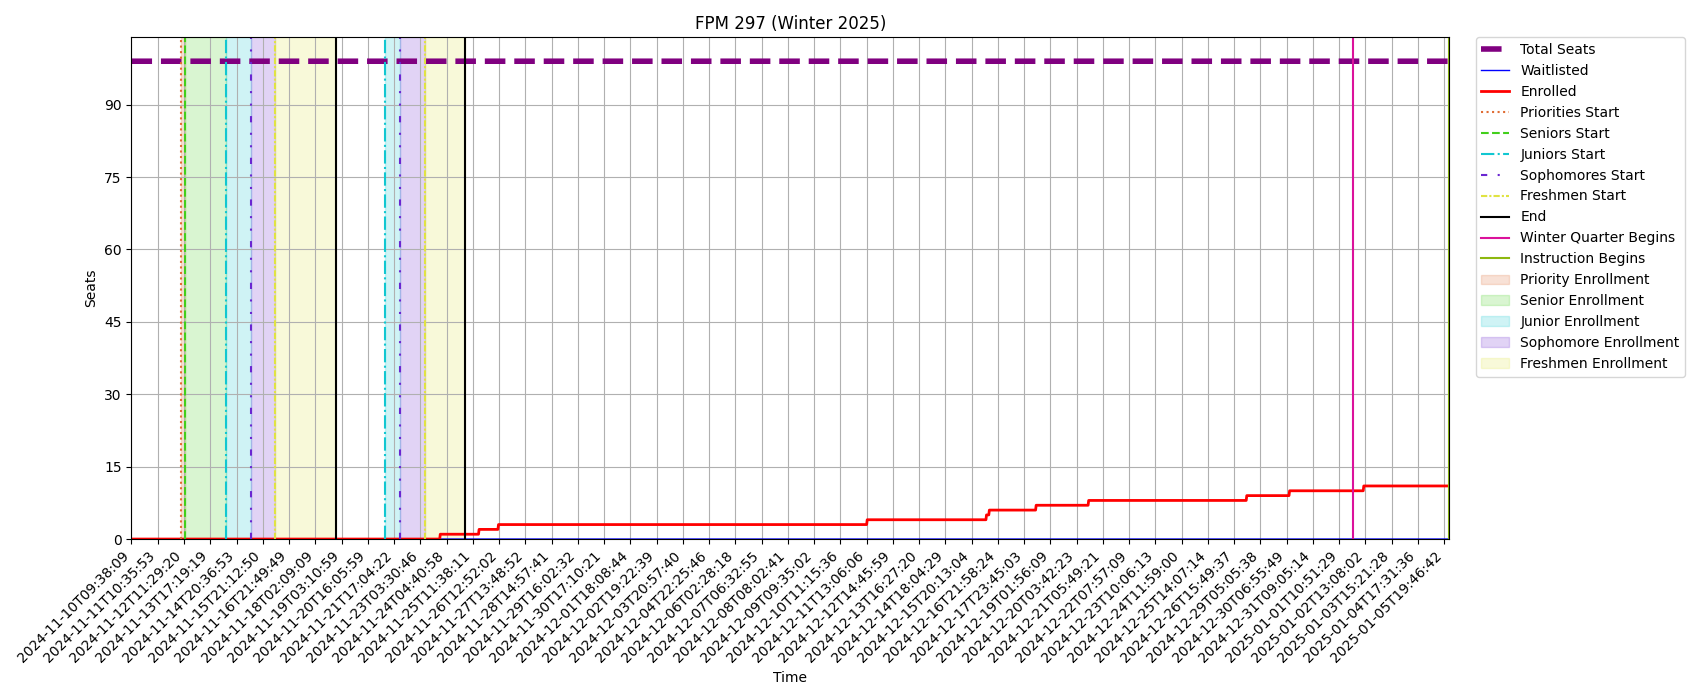 FPM 297 (Winter 2025)
Seats
90
75
60
45
30
15
0
2024-11-10T09:38:09
2024-11-11T10:35:53
2024-11-12T11:29:20
2024-11-13T17:19:19
2024-11-14T20:36:53
2024-11-15T21:12:50
2024-11-16T21:49:49
2024-11-18T02:09:09
2024-11-19T03:10:59
2024-11-20T16:05:59
2024-11-21T17:04:22
2024-11-23T03:30:46
2024-11-24T04:40:58
2024-11-25T11:38:11
2024-11-26T12:52:02
2024-11-27T13:48:52
2024-11-28T14:57:41
2024-11-29T16:02:32
2024-11-30T17:10:21
2024-12-01T18:08:44
2024-12-02T19:22:39
2024-12-03T20:57:40
2024-12-04T22:25:46
2024-12-06T02:28:18
2024-12-07T06:32:55
2024-12-08T08:02:41
2024-12-09T09:35:02
2024-12-10T11:15:36
2024-12-11T13:06:06
2024-12-12T14:45:59
2024-12-13T16:27:20
2024-12-14T18:04:29
2024-12-15T20:13:04
2024-12-16T21:58:24
2024-12-17T23:45:03
2024-12-19T01:56:09
2024-12-20T03:42:23
2024-12-21T05:49:21
2024-12-22T07:57:09
2024-12-23T10:06:13
2024-12-24T11:59:00
2024-12-25T14:07:14
2024-12-26T15:49:37
2024-12-29T05:05:38
2024-12-30T06:55:49
2024-12-31T09:05:14
2025-01-01T10:51:29
2025-01-02T13:08:02
2025-01-03T15:21:28
2025-01-04T17:31:36
2025-01-05T19:46:42
Time
Total Seats
Waitlisted
Enrolled
Priorities Start
Seniors Start
Juniors Start
Sophomores Start
Freshmen Start
End
Winter Quarter Begins
Instruction Begins
Priority Enrollment
Senior Enrollment
Junior Enrollment
Sophomore Enrollment
Freshmen Enrollment